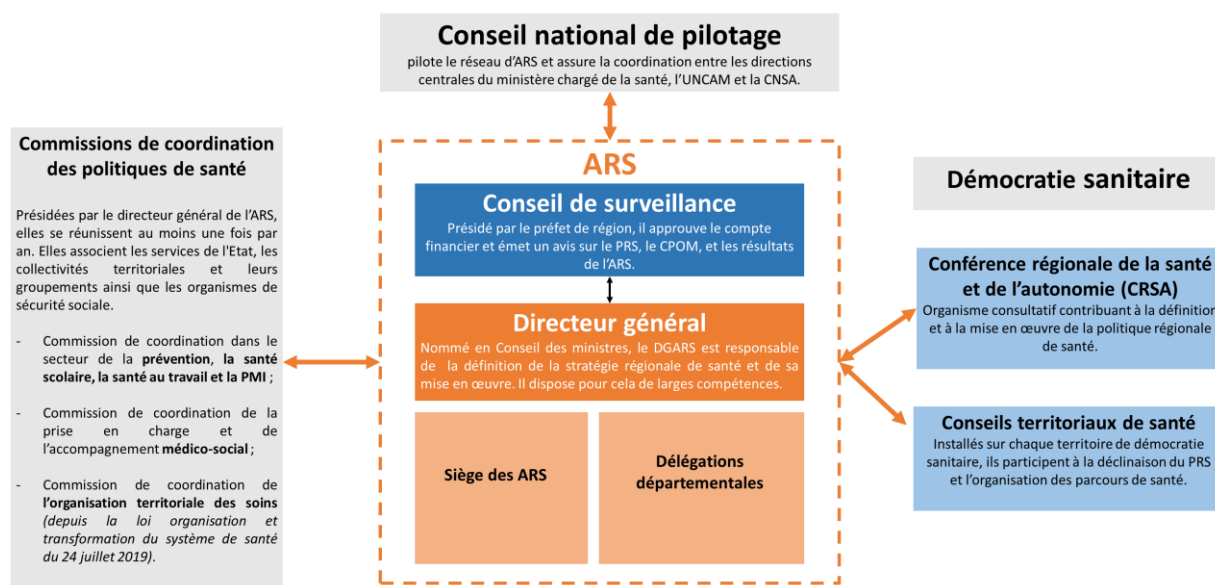 Conseil national de pilotage
pilote le réseau d'ARS et assure la coordination entre les directions
centrales du ministère chargé de la santé, l'UNCAM et la CNSA.
Commissions de coordination
des politiques de santé
Présidées par le directeur général de l'ARS,
elles se réunissent au moins une fois par
an. Elles associent les services de l'Etat, les
collectivités territoriales et leurs
groupements ainsi que les organismes de
sécurité sociale.
- Commission de coordination dans le
secteur de la prévention, la santé
scolaire, la santé au travail et la PMI ;
- Commission de coordination de la
prise en charge et de
l'accompagnement médico-social ;
- Commission de coordination de
l'organisation territoriale des soins
(depuis la loi organisation et
transformation du système de santé
du 24 juillet 2019).
ARS
Conseil de surveillance
Présidé par le préfet de région, il approuve le compte
financier et émet un avis sur le PRS, le CPOM, et les résultats
de l'ARS.
Directeur général
Nommé en Conseil des ministres, le DGARS est responsable
de la définition de la stratégie régionale de santé et de sa
mise en œuvre. Il dispose pour cela de larges compétences.
Siège des ARS
Délégations
départementales
Démocratie sanitaire
Conférence régionale de la santé
et de l'autonomie (CRSA)
Organisme consultatif contribuant à la définition
et à la mise en œuvre de la politique régionale
de santé.
Conseils territoriaux de santé
Installés sur chaque territoire de démocratie
sanitaire, ils participent à la déclinaison du PRS
et l'organisation des parcours de santé.